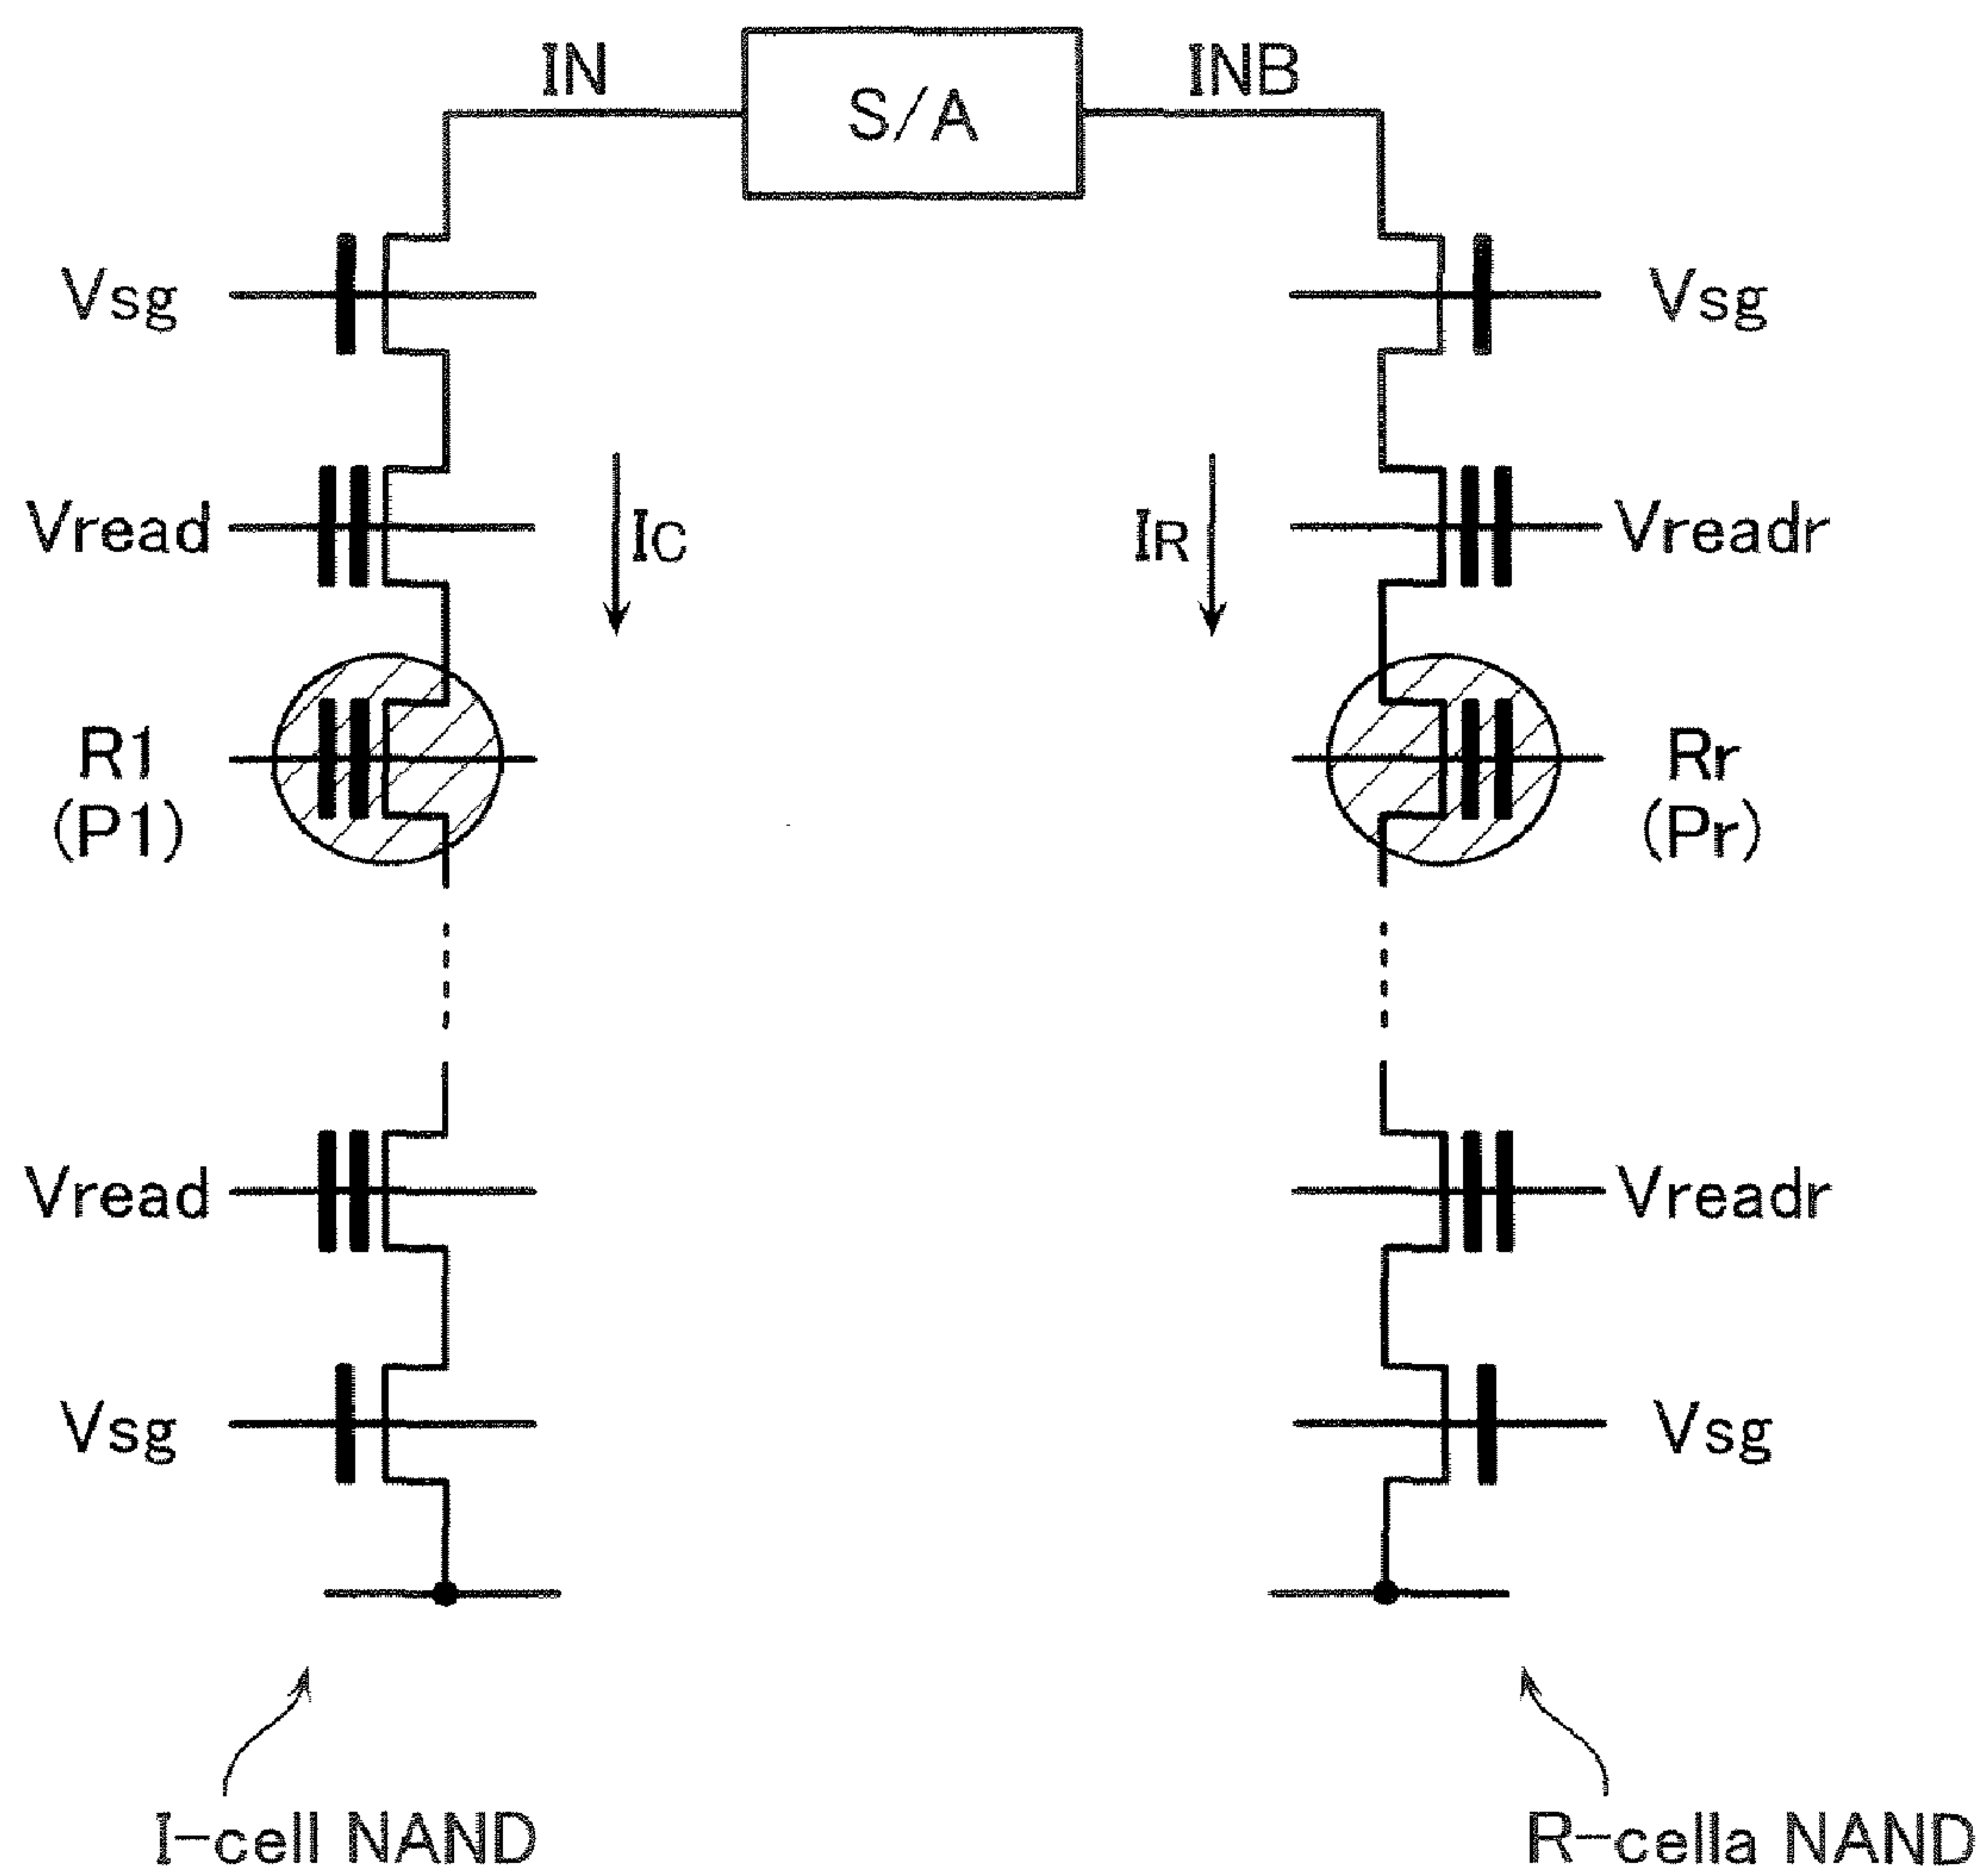 IN
S/A
INB
Vsg
Vsg
Vread
IC
IR
Vreadr
R1
(P1)
Rr
(Pr)
Vread
Vreadr
Vsg
Vsg
I-cell NAND
R-cella NAND